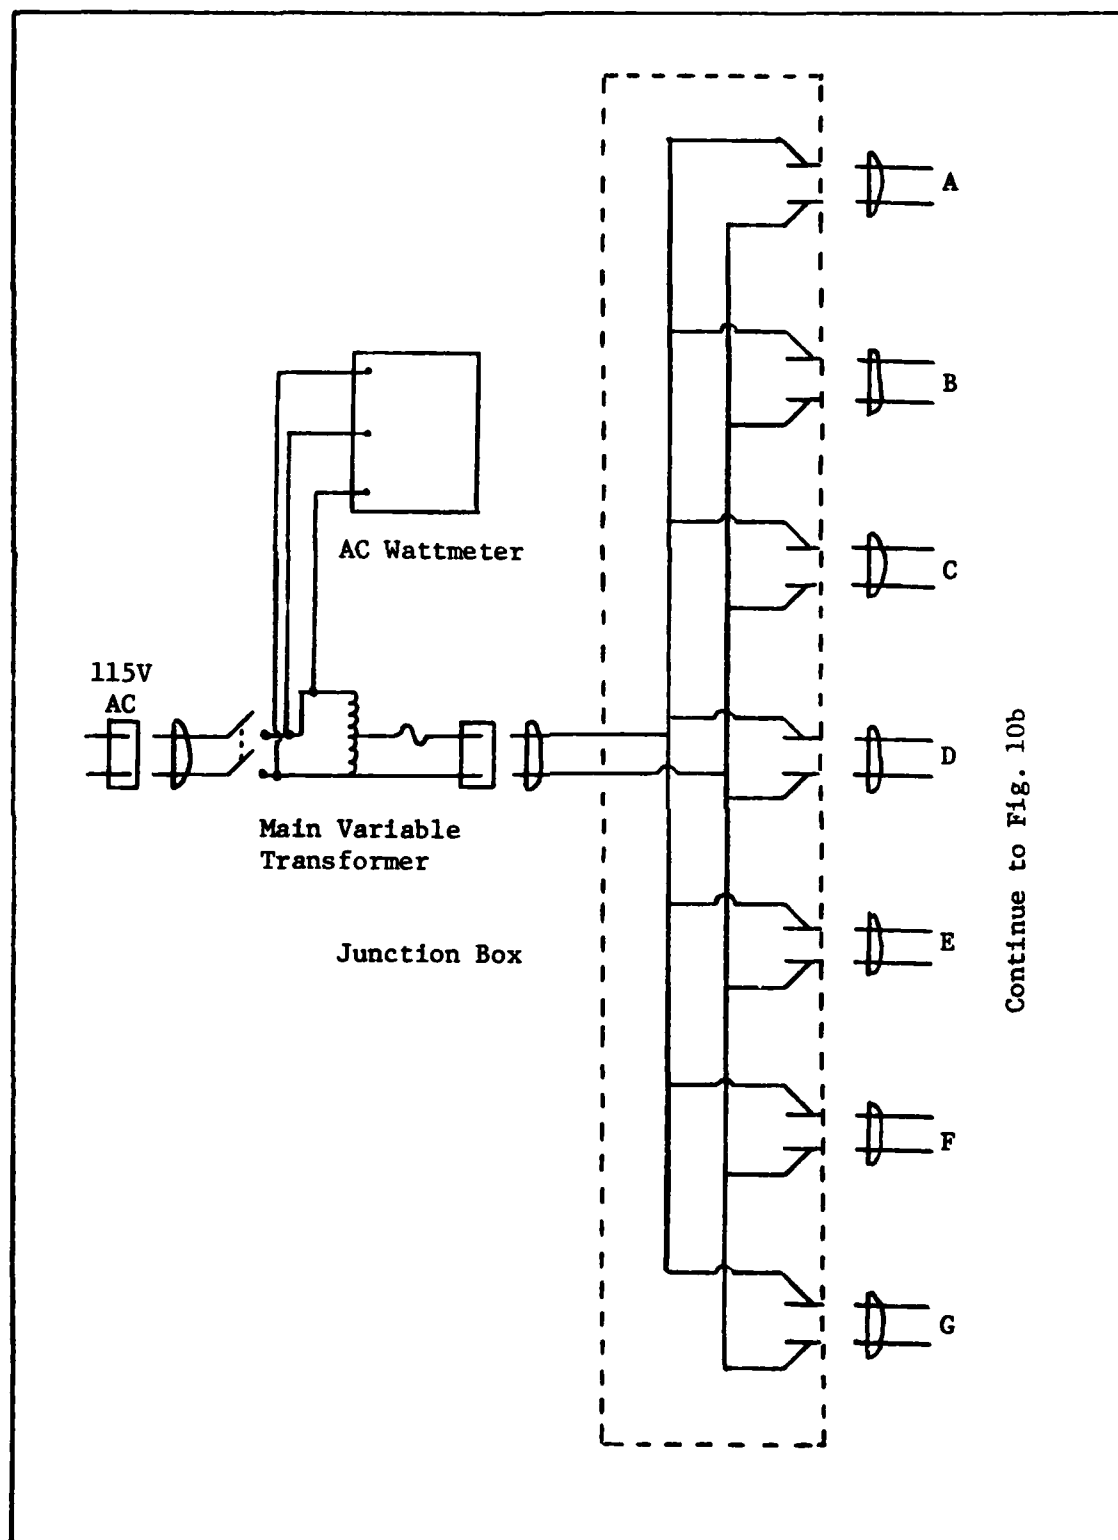 A
B
AC Wattmeter
C
115V
AC
D
Main Variable
Transformer
Junction Box
E
Continue to Fig. 10b
F
G